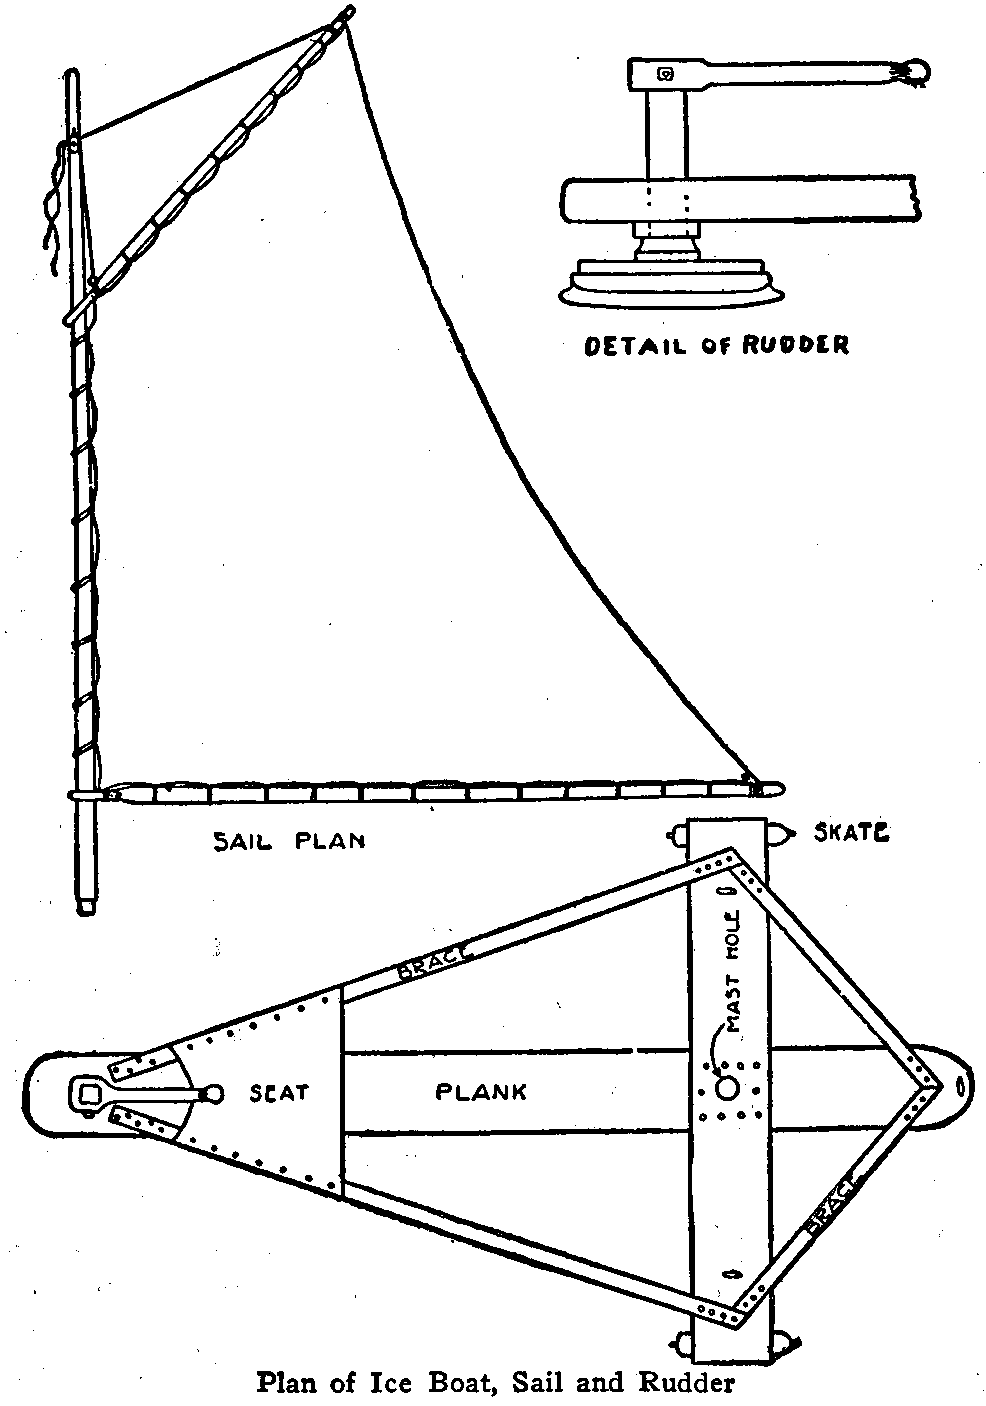 DETAIL OF RUDDER
SAIL PLAN
SKATE
BRACE
MAST HOLE
SEAT
PLANK
BRACE
Plan of Ice Boat, Sail and Rudder